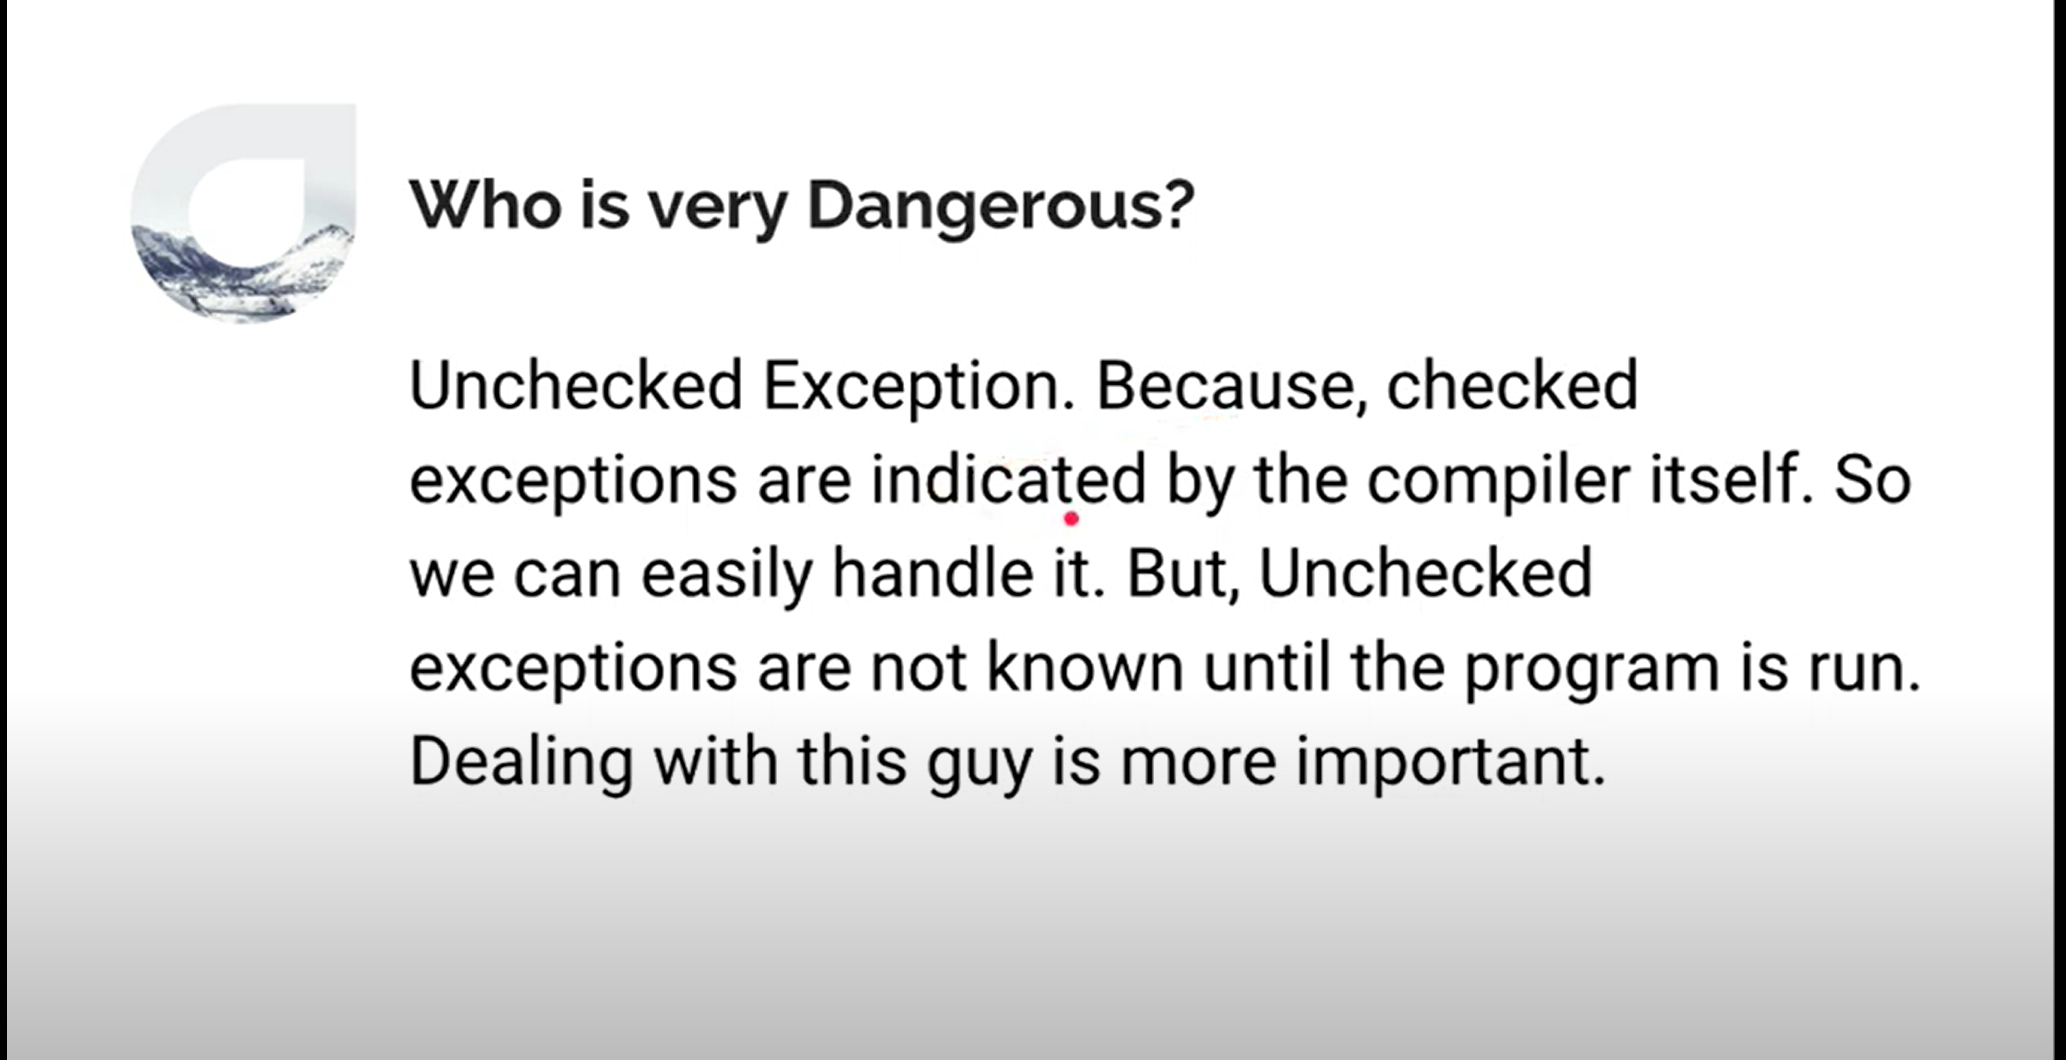 Who is very Dangerous?
Unchecked Exception. Because, checked
exceptions are indicated by the compiler itself. So
we can easily handle it. But, Unchecked
exceptions are not known until the program is run.
Dealing with this guy is more important.